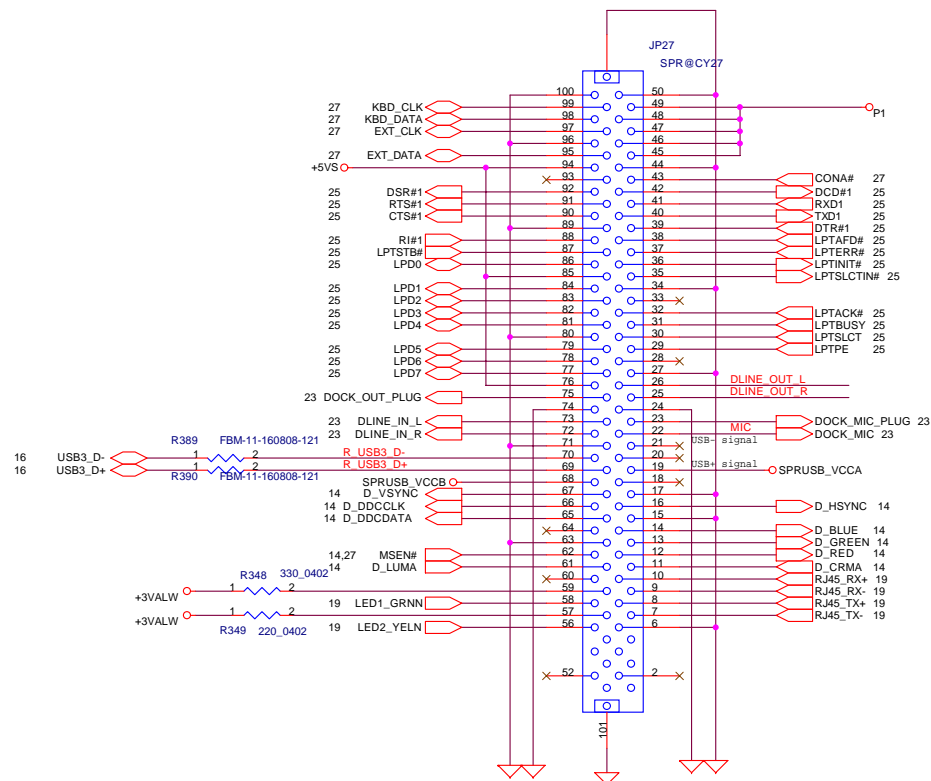 JP27
SPR@CY27
100 50
27 KBD_CLK 99 49 P1
27 KBD_DATA 98 48
27 EXT_CLK 97 47
96 46
27 EXT_DATA 95 45
+5VS 94 44
93 43 CONA# 27
25 DSR#1 92 42 DCD#1 25
25 RTS#1 91 41 RXD1 25
25 CTS#1 90 40 TXD1 25
89 39 DTR#1 25
25 RI#1 88 38 LPTAFD# 25
25 LPTSTB# 87 37 LPTERR# 25
25 LPD0 86 36 LPTINIT# 25
85 35 LPTSLCTIN# 25
25 LPD1 84 34
25 LPD2 83 33
25 LPD3 82 32 LPTACK# 25
25 LPD4 81 31 LPTBUSY 25
80 30 LPTSLCT 25
25 LPD5 79 29 LPTPE 25
25 LPD6 78 28
25 LPD7 77 27
76 26 DLINE_OUT_L
23 DOCK_OUT_PLUG 75 25 DLINE_OUT_R
74 24
23 DLINE_IN_L 73 23 DOCK_MIC_PLUG 23
23 DLINE_IN_R 72 22 MIC DOCK_MIC 23
R389 FBM-11-160808-121 71 21 USB- signal
16 USB3_D- 1 2 R_USB3_D- 70 20
16 USB3_D+ 1 2 R_USB3_D+ 69 19 USB+ signal SPRUSB_VCCA
R390 FBM-11-160808-121
SPRUSB_VCCB 68 18
14 D_VSYNC 67 17
14 D_DDCCLK 66 16 D_HSYNC 14
14 D_DDCDATA 65 15
64 14 D_BLUE 14
63 13 D_GREEN 14
14,27 MSEN# 62 12 D_RED 14
14 D_LUMA 61 11 D_CRMA 14
R348 330_0402 60 10 RJ45_RX+ 19
+3VALW 1 2 59 9 RJ45_RX- 19
19 LED1_GRNN 58 8 RJ45_TX+ 19
+3VALW 1 2 57 7 RJ45_TX- 19
R349 220_0402
19 LED2_YELN 56 6
52 2
101